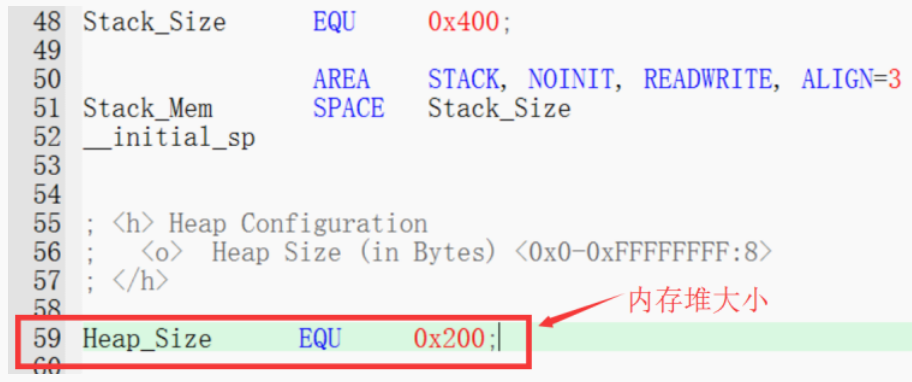 48 Stack_Size EQU 0x400;
49
50 AREA STACK, NOINIT, READWRITE, ALIGN=3
51 Stack_Mem SPACE Stack_Size
52 __initial_sp
53
54
55 ; <h> Heap Configuration
56 ; <o> Heap Size (in Bytes) <0x0-0xFFFFFFFF:8>
57 ; </h>
58
内存堆大小
59 Heap_Size EQU 0x200;
60